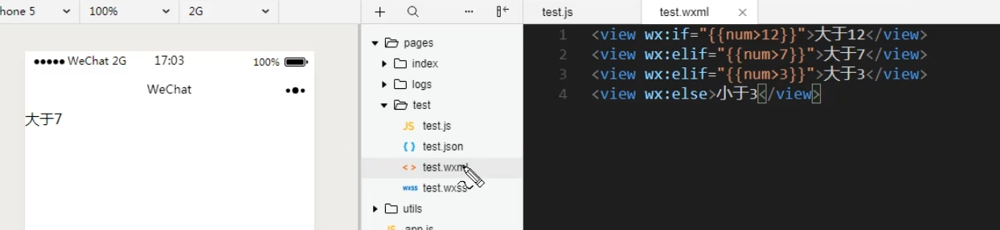 hone 5 100% 2G
WeChat 2G 17:03 100%
WeChat
大于7
pages
index
logs
test
JS test.js
{ } test.json
< > test.wxml
wxss test.wxss
utils
JS app.js
test.js test.wxml
1 <view wx:if="{{num>12}}">大于12</view>
2 <view wx:elif="{{num>7}}">大于7</view>
3 <view wx:elif="{{num>3}}">大于3</view>
4 <view wx:else>小于3</view>